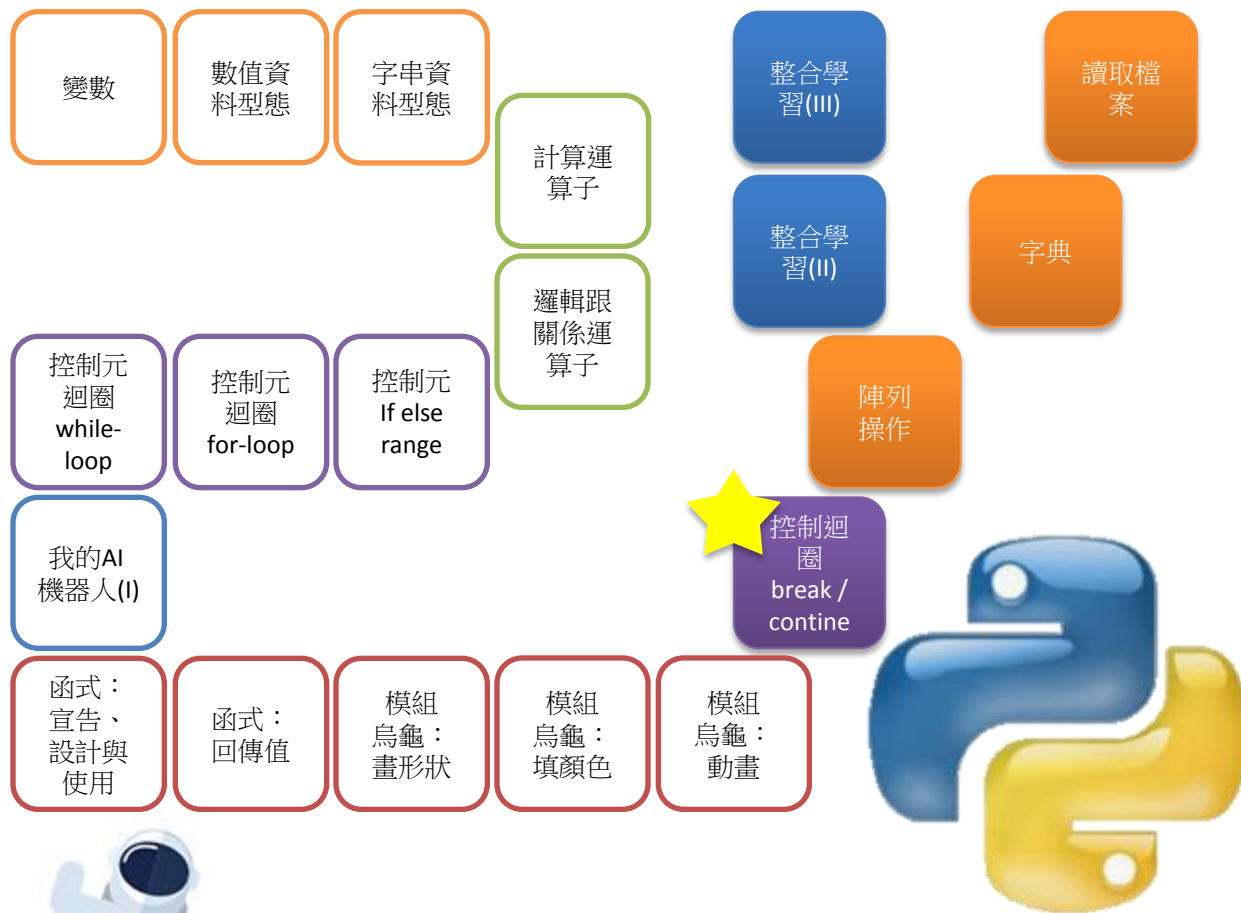 變數
數值資
料型態
字串資
料型態
計算運
算子
邏輯跟
關係運
算子
控制元
If else
range
控制元
迴圈
for-loop
控制元
迴圈
while-
loop
我的AI
機器人(I)
函式：
宣告、
設計與
使用
函式：
回傳值
模組
烏龜：
畫形狀
模組
烏龜：
填顏色
模組
烏龜：
動畫
控制迴
圈
break /
contine
陣列
操作
字典
讀取檔
案
整合學
習(II)
整合學
習(III)